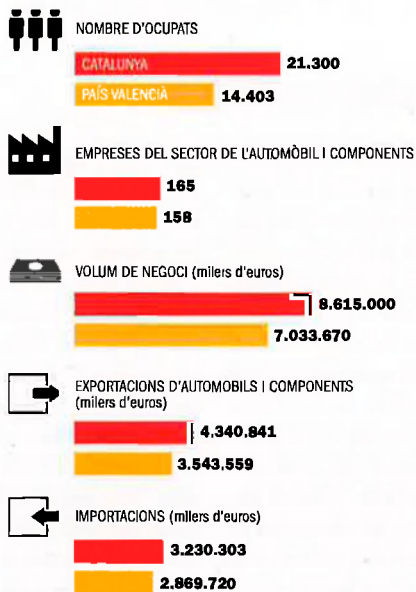 NOMBRE D'OCUPATS
CATALUNYA 21.300
PAÍS VALENCIÀ 14.403
EMPRESES DEL SECTOR DE L'AUTOMÒBIL I COMPONENTS
165
158
VOLUM DE NEGOCI (milers d'euros)
8.615.000
7.033.670
EXPORTACIONS D'AUTOMOBILS I COMPONENTS
(milers d'euros)
4.340.841
3.543.559
IMPORTACIONS (milers d'euros)
3.230.303
2.869.720